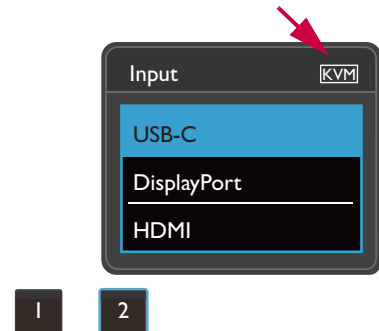 Input KVM
USB-C
DisplayPort
HDMI
1 2